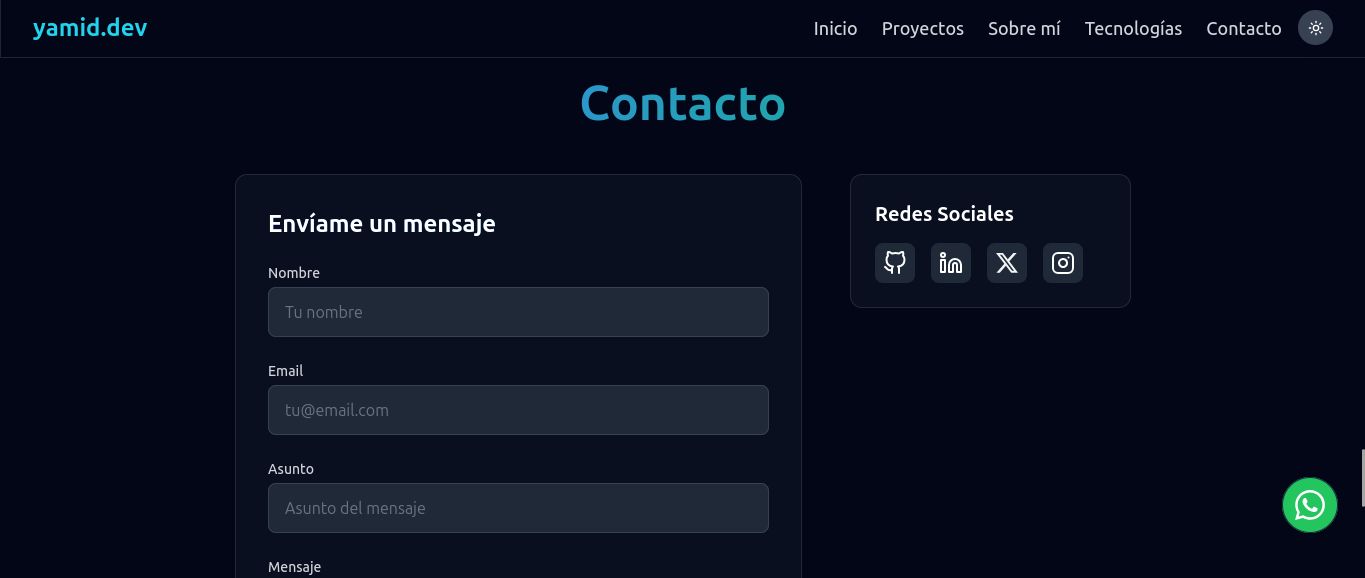 yamid.dev
Inicio Proyectos Sobre mí Tecnologías Contacto
Contacto
Envíame un mensaje
Nombre
Tu nombre
Email
tu@email.com
Asunto
Asunto del mensaje
Mensaje
Redes Sociales